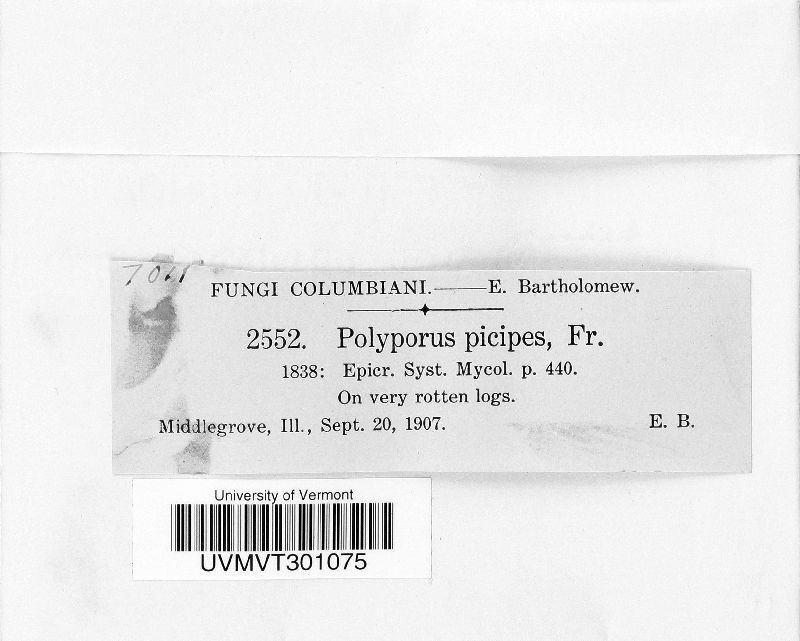 FUNGI COLUMBIANI.——E. Bartholomew.
2552. Polyporus picipes, Fr.
1838: Epicr. Syst. Mycol. p. 440.
On very rotten logs.
Middlegrove, Ill., Sept. 20, 1907. E. B.
University of Vermont
UVMVT301075